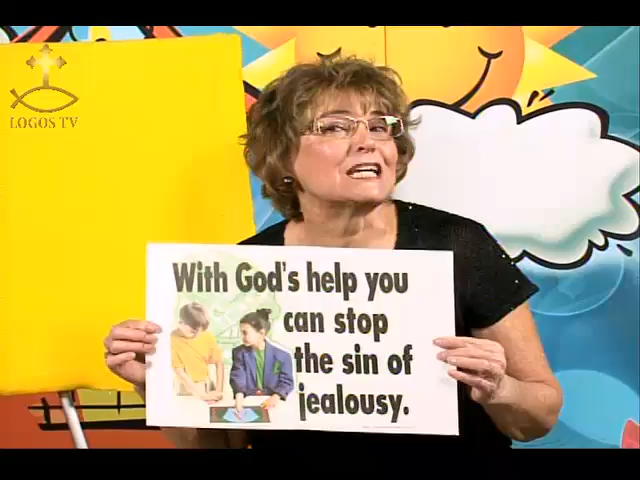 LOGOS TV
With God's help you
can stop
the sin of
jealousy.